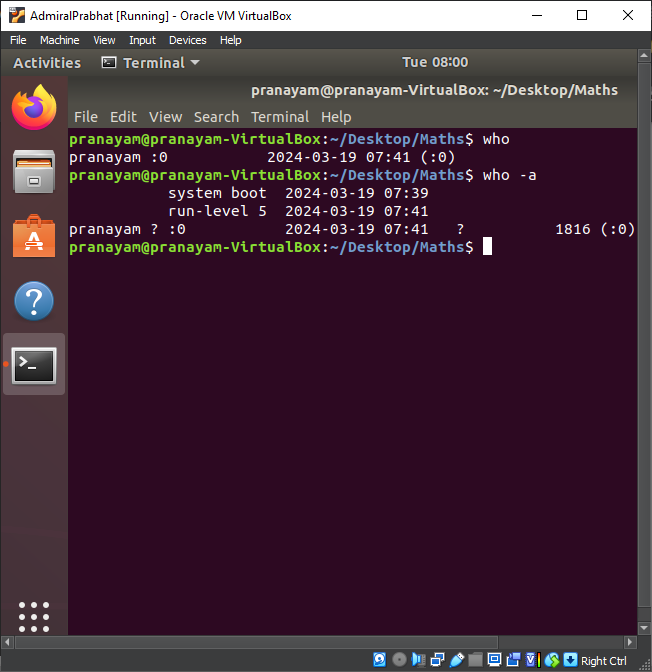 AdmiralPrabhat [Running] - Oracle VM VirtualBox
File Machine View Input Devices Help
Activities Terminal Tue 08:00
pranayam@pranayam-VirtualBox: ~/Desktop/Maths
File Edit View Search Terminal Help
pranayam@pranayam-VirtualBox:~/Desktop/Maths$ who
pranayam :0           2024-03-19 07:41 (:0)
pranayam@pranayam-VirtualBox:~/Desktop/Maths$ who -a
           system boot  2024-03-19 07:39
           run-level 5  2024-03-19 07:41
pranayam ? :0           2024-03-19 07:41   ?          1816 (:0)
pranayam@pranayam-VirtualBox:~/Desktop/Maths$
Right Ctrl